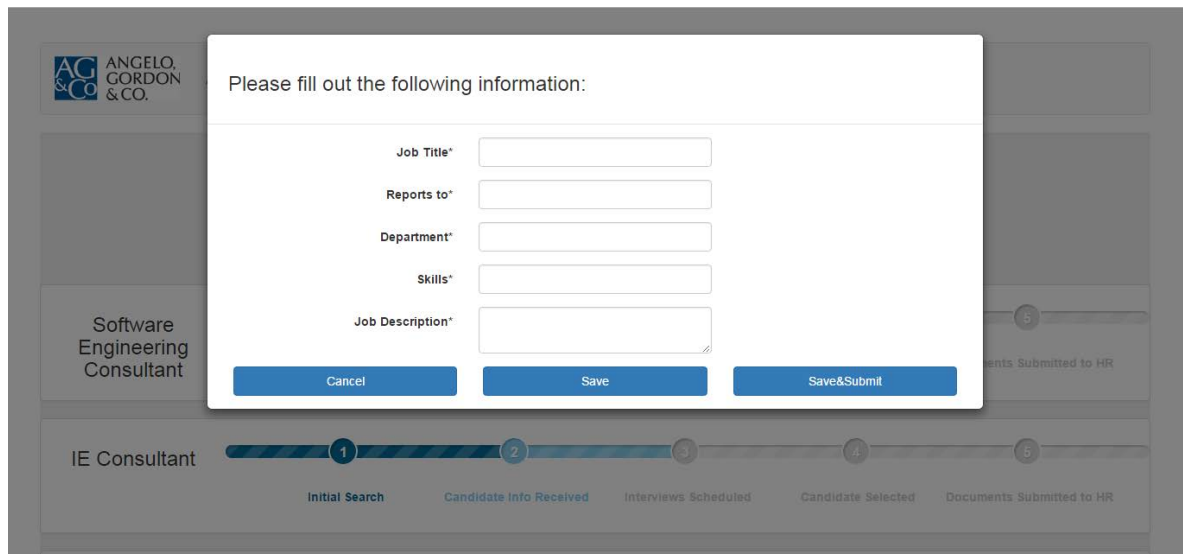 AG
&Co
ANGELO,
GORDON
& CO.
Please fill out the following information:
Job Title*
Reports to*
Department*
Skills*
Job Description*
Cancel
Save
Save&Submit
Software
Engineering
Consultant
5
Submitted to HR
IE Consultant
1
2
3
4
5
Initial Search
Candidate Info Received
Interviews Scheduled
Candidate Selected
Documents Submitted to HR